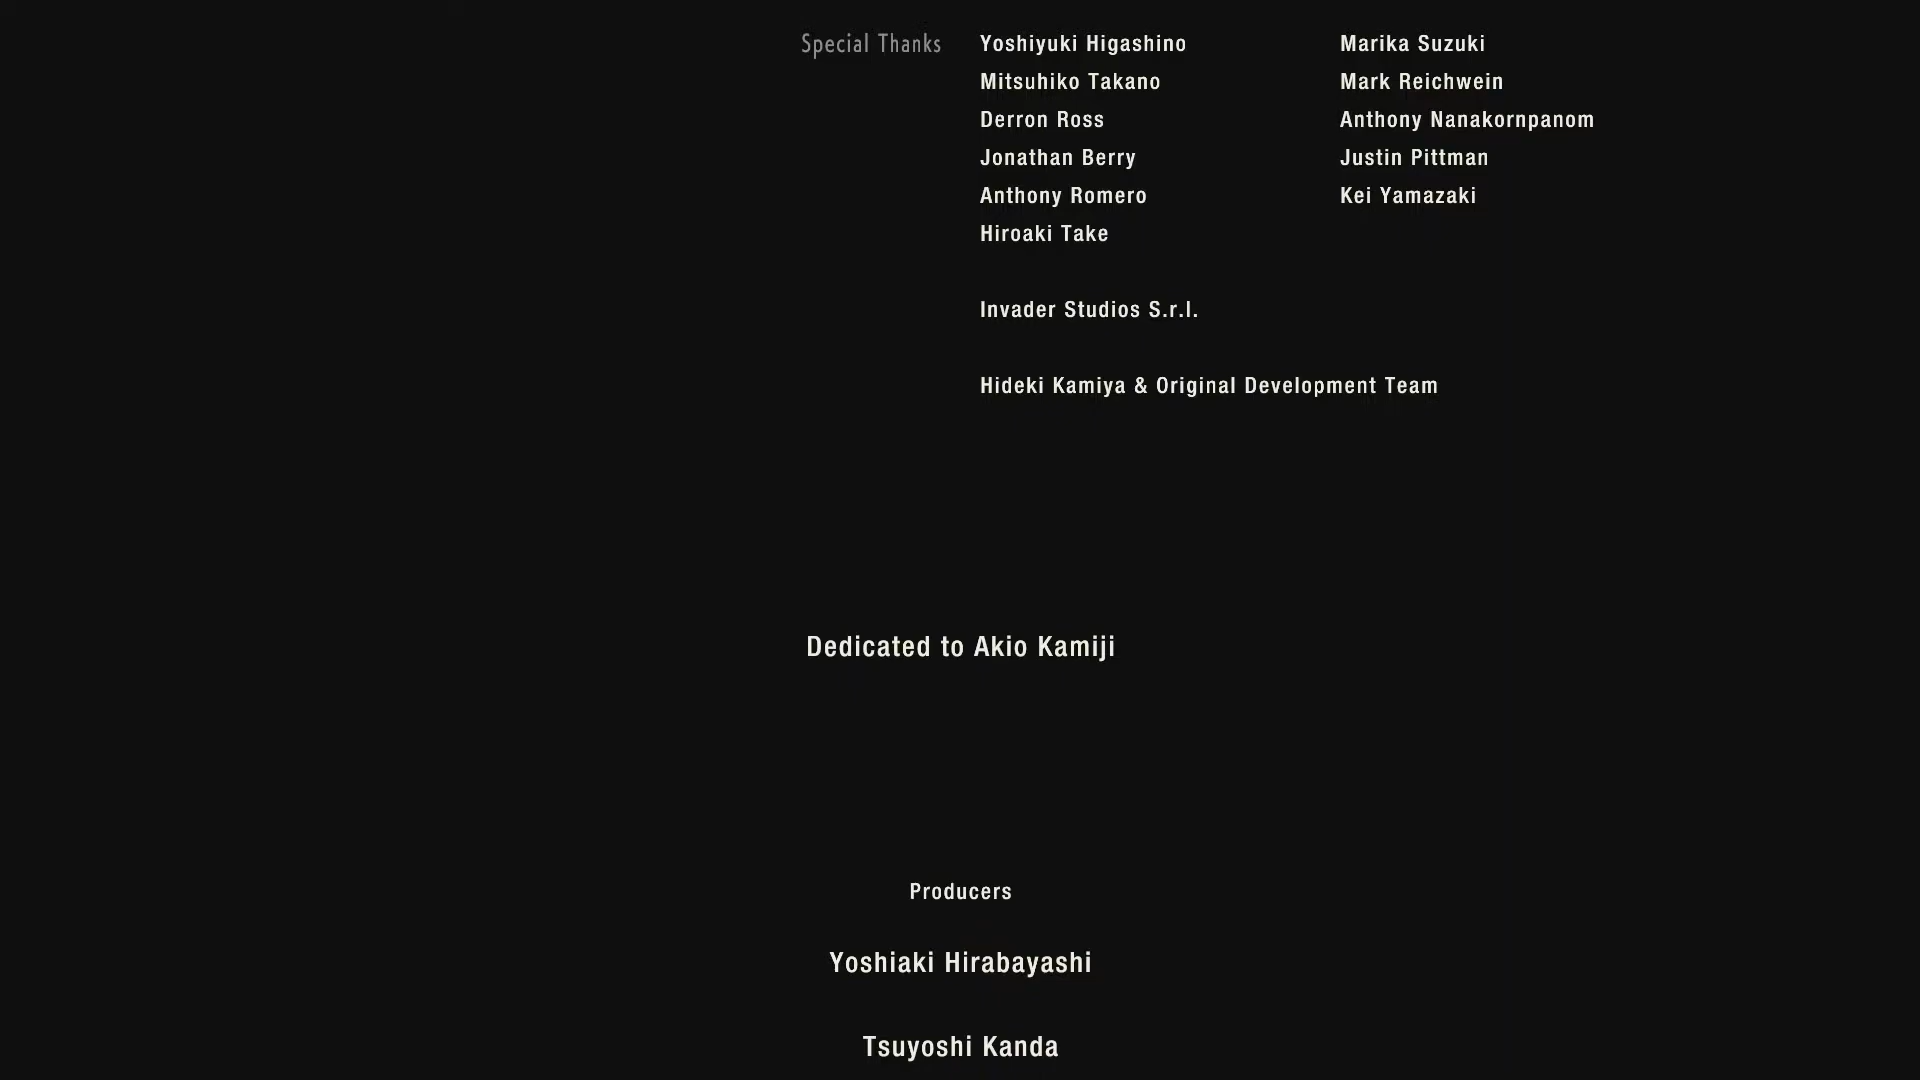 Special Thanks Yoshiyuki Higashino Marika Suzuki
Mitsuhiko Takano Mark Reichwein
Derron Ross Anthony Nanakornpanom
Jonathan Berry Justin Pittman
Anthony Romero Kei Yamazaki
Hiroaki Take
Invader Studios S.r.l.
Hideki Kamiya & Original Development Team
Dedicated to Akio Kamiji
Producers
Yoshiaki Hirabayashi
Tsuyoshi Kanda